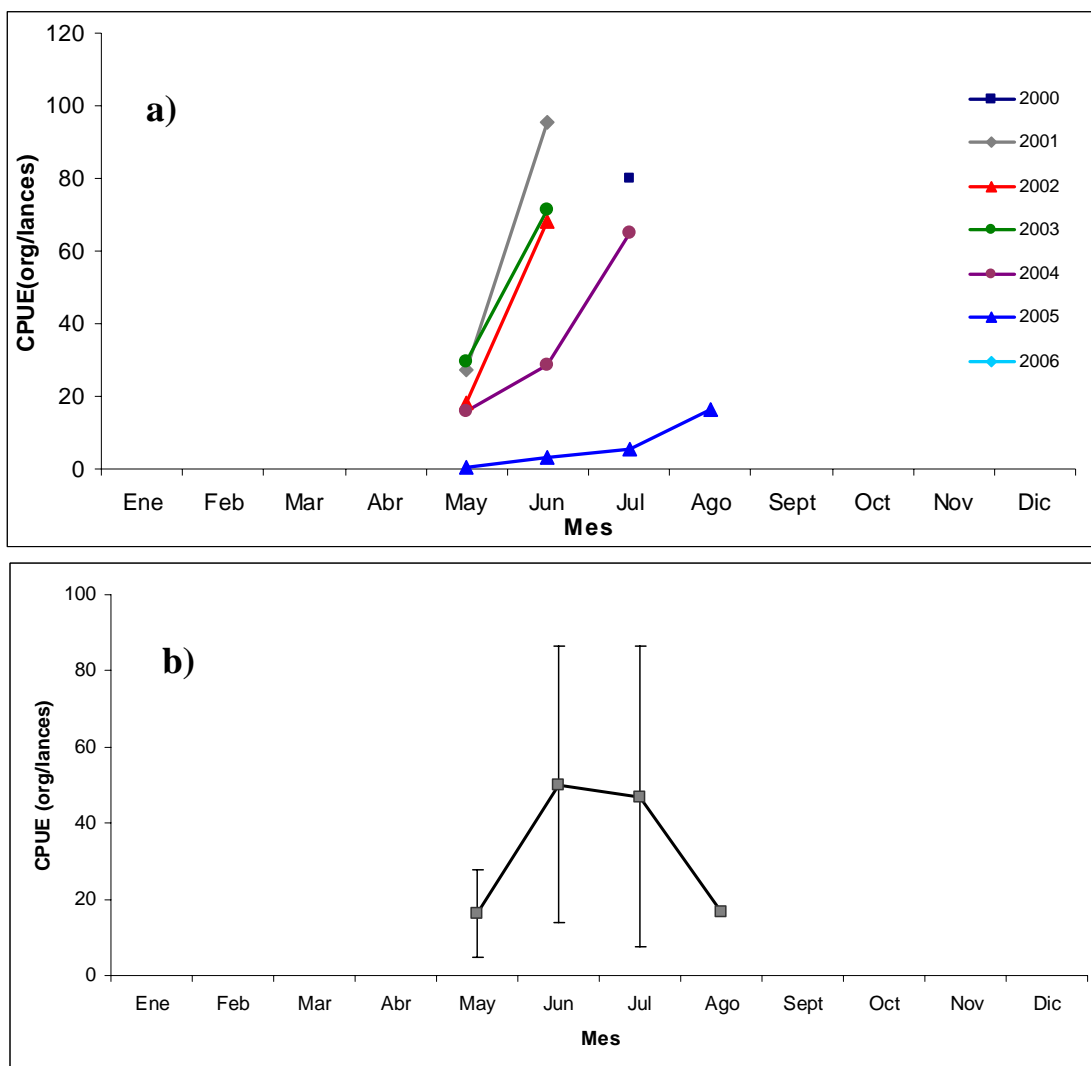 120
100
80
60
40
20
0
CPUE(org/lances)
a)
2000
2001
2002
2003
2004
2005
2006
Ene Feb Mar Abr May Jun Jul Ago Sept Oct Nov Dic
Mes
100
80
60
40
20
0
CPUE (org/lances)
b)
Ene Feb Mar Abr May Jun Jul Ago Sept Oct Nov Dic
Mes